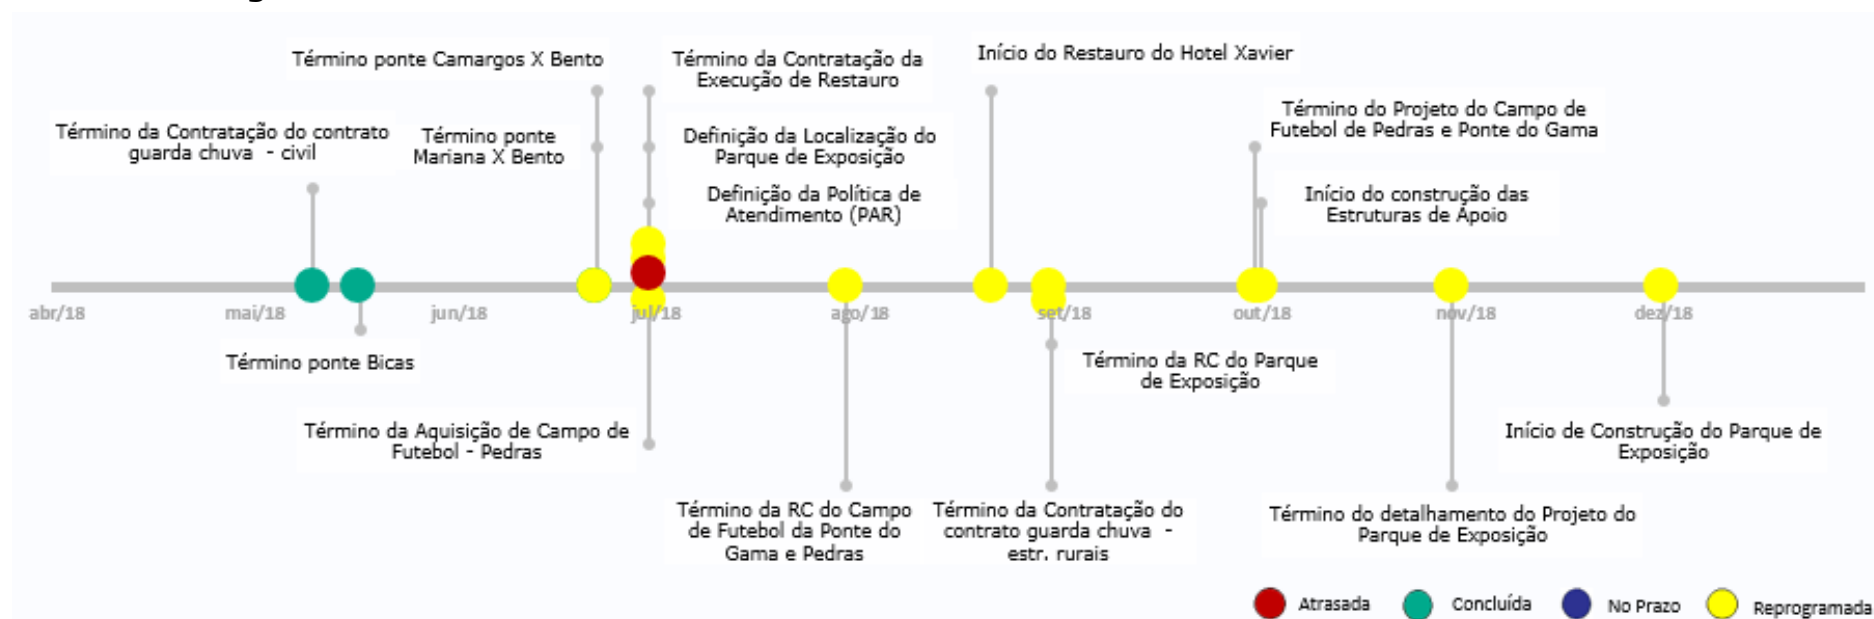 Término ponte Camargos X Bento
Término da Contratação da
Execução de Restauro
Início do Restauro do Hotel Xavier
Término da Contratação do contrato
guarda chuva - civil
Término ponte
Mariana X Bento
Definição da Localização do
Parque de Exposição
Término do Projeto do Campo de
Futebol de Pedras e Ponte do Gama
Definição da Política de
Atendimento (PAR)
Início do construção das
Estruturas de Apoio
abr/18
mai/18
jun/18
jul/18
ago/18
set/18
out/18
nov/18
dez/18
Término ponte Bicas
Término da RC do Parque
de Exposição
Término da Aquisição de Campo de
Futebol - Pedras
Início de Construção do Parque de
Exposição
Término da RC do Campo
de Futebol da Ponte do
Gama e Pedras
Término da Contratação do
contrato guarda chuva -
estr. rurais
Término do detalhamento do Projeto do
Parque de Exposição
Atrasada
Concluída
No Prazo
Reprogramada